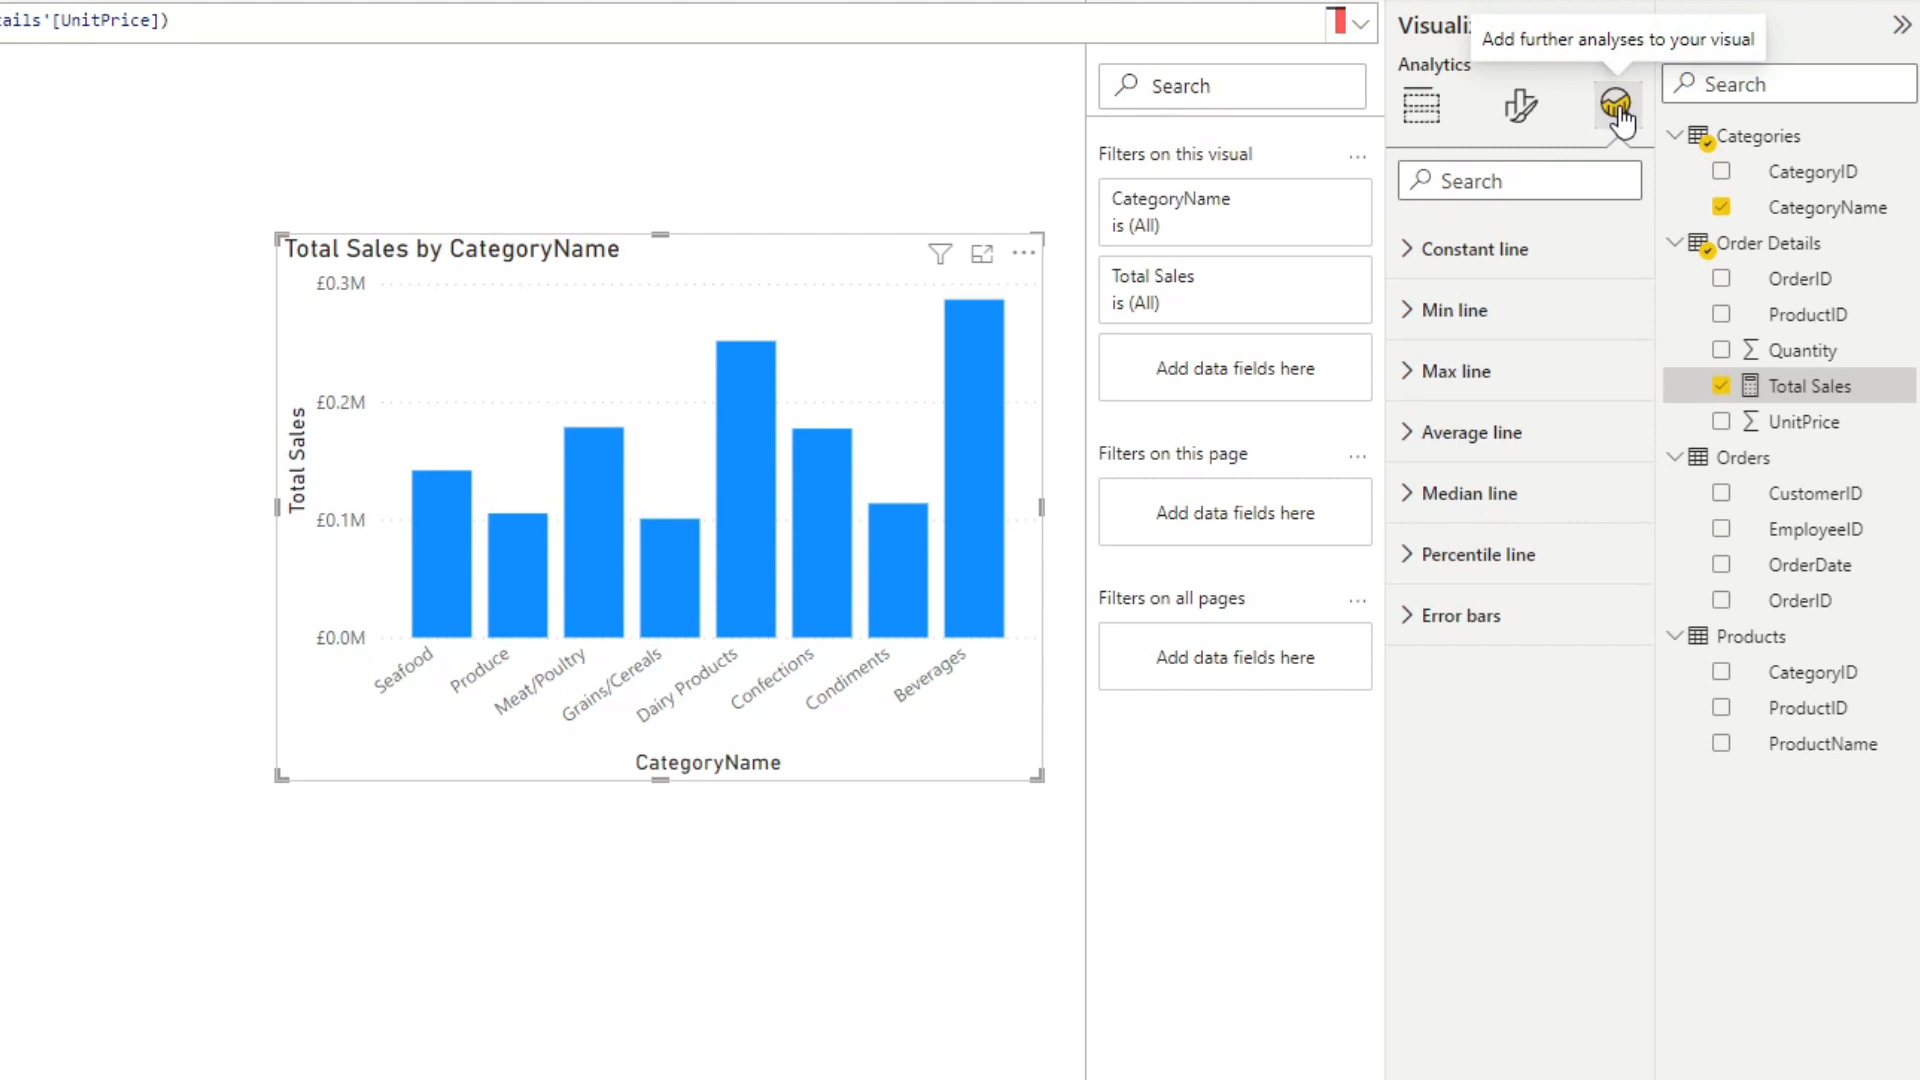 ails'[UnitPrice])
Total Sales by CategoryName
£0.3M
£0.2M
£0.1M
£0.0M
Total Sales
Seafood
Produce
Meat/Poultry
Grains/Cereals
Dairy Products
Confections
Condiments
Beverages
CategoryName
Search
Filters on this visual
...
CategoryName
is (All)
Total Sales
is (All)
Add data fields here
Filters on this page
...
Add data fields here
Filters on all pages
...
Add data fields here
Visuali
Add further analyses to your visual
Analytics
Search
Constant line
Min line
Max line
Average line
Median line
Percentile line
Error bars
Search
Categories
CategoryID
CategoryName
Order Details
OrderID
ProductID
Quantity
Total Sales
UnitPrice
Orders
CustomerID
EmployeeID
OrderDate
OrderID
Products
CategoryID
ProductID
ProductName